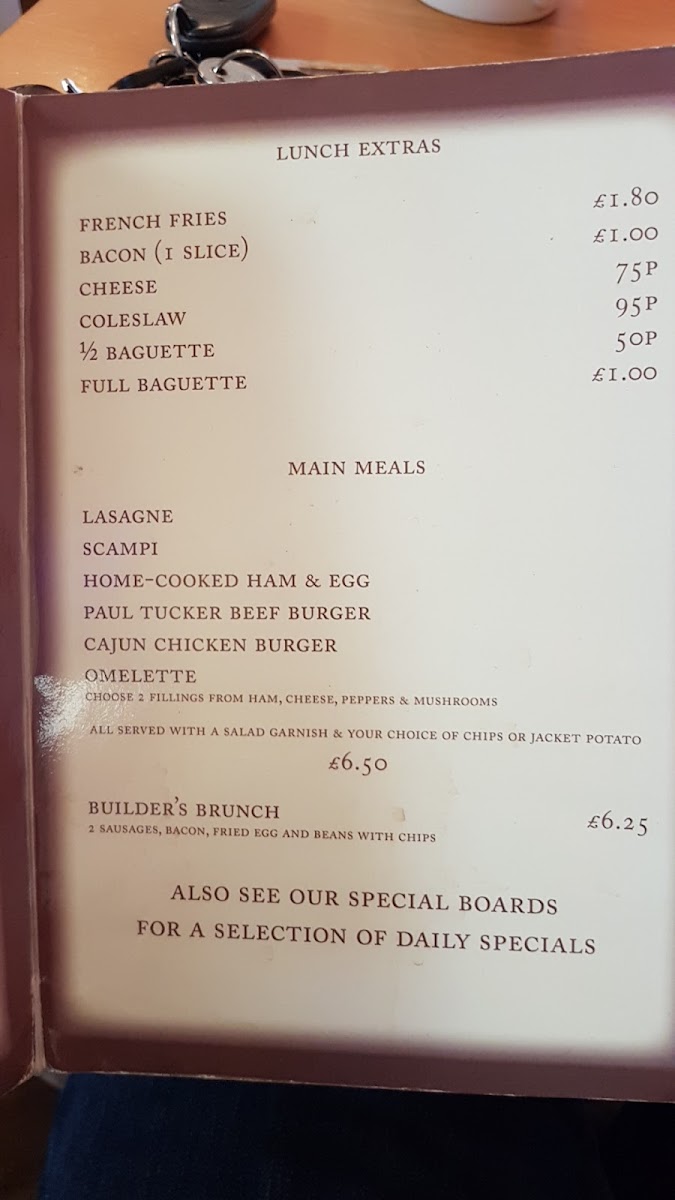 LUNCH EXTRAS
FRENCH FRIES £1.80
BACON (1 SLICE) £1.00
CHEESE 75P
COLESLAW 95P
½ BAGUETTE 50P
FULL BAGUETTE £1.00
MAIN MEALS
LASAGNE
SCAMPI
HOME-COOKED HAM & EGG
PAUL TUCKER BEEF BURGER
CAJUN CHICKEN BURGER
OMELETTE
CHOOSE 2 FILLINGS FROM HAM, CHEESE, PEPPERS & MUSHROOMS
ALL SERVED WITH A SALAD GARNISH & YOUR CHOICE OF CHIPS OR JACKET POTATO
£6.50
BUILDER'S BRUNCH £6.25
2 SAUSAGES, BACON, FRIED EGG AND BEANS WITH CHIPS
ALSO SEE OUR SPECIAL BOARDS
FOR A SELECTION OF DAILY SPECIALS